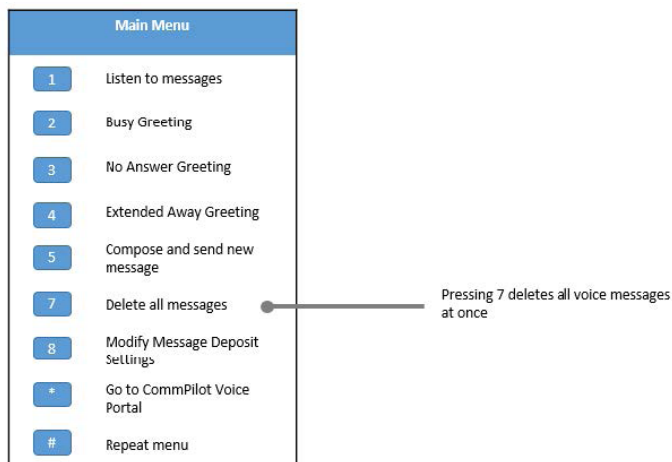 Main Menu
1 Listen to messages
2 Busy Greeting
3 No Answer Greeting
4 Extended Away Greeting
5 Compose and send new
message
7 Delete all messages
Pressing 7 deletes all voice messages
at once
8 Modify Message Deposit
Settings
* Go to CommPilot Voice
Portal
# Repeat menu